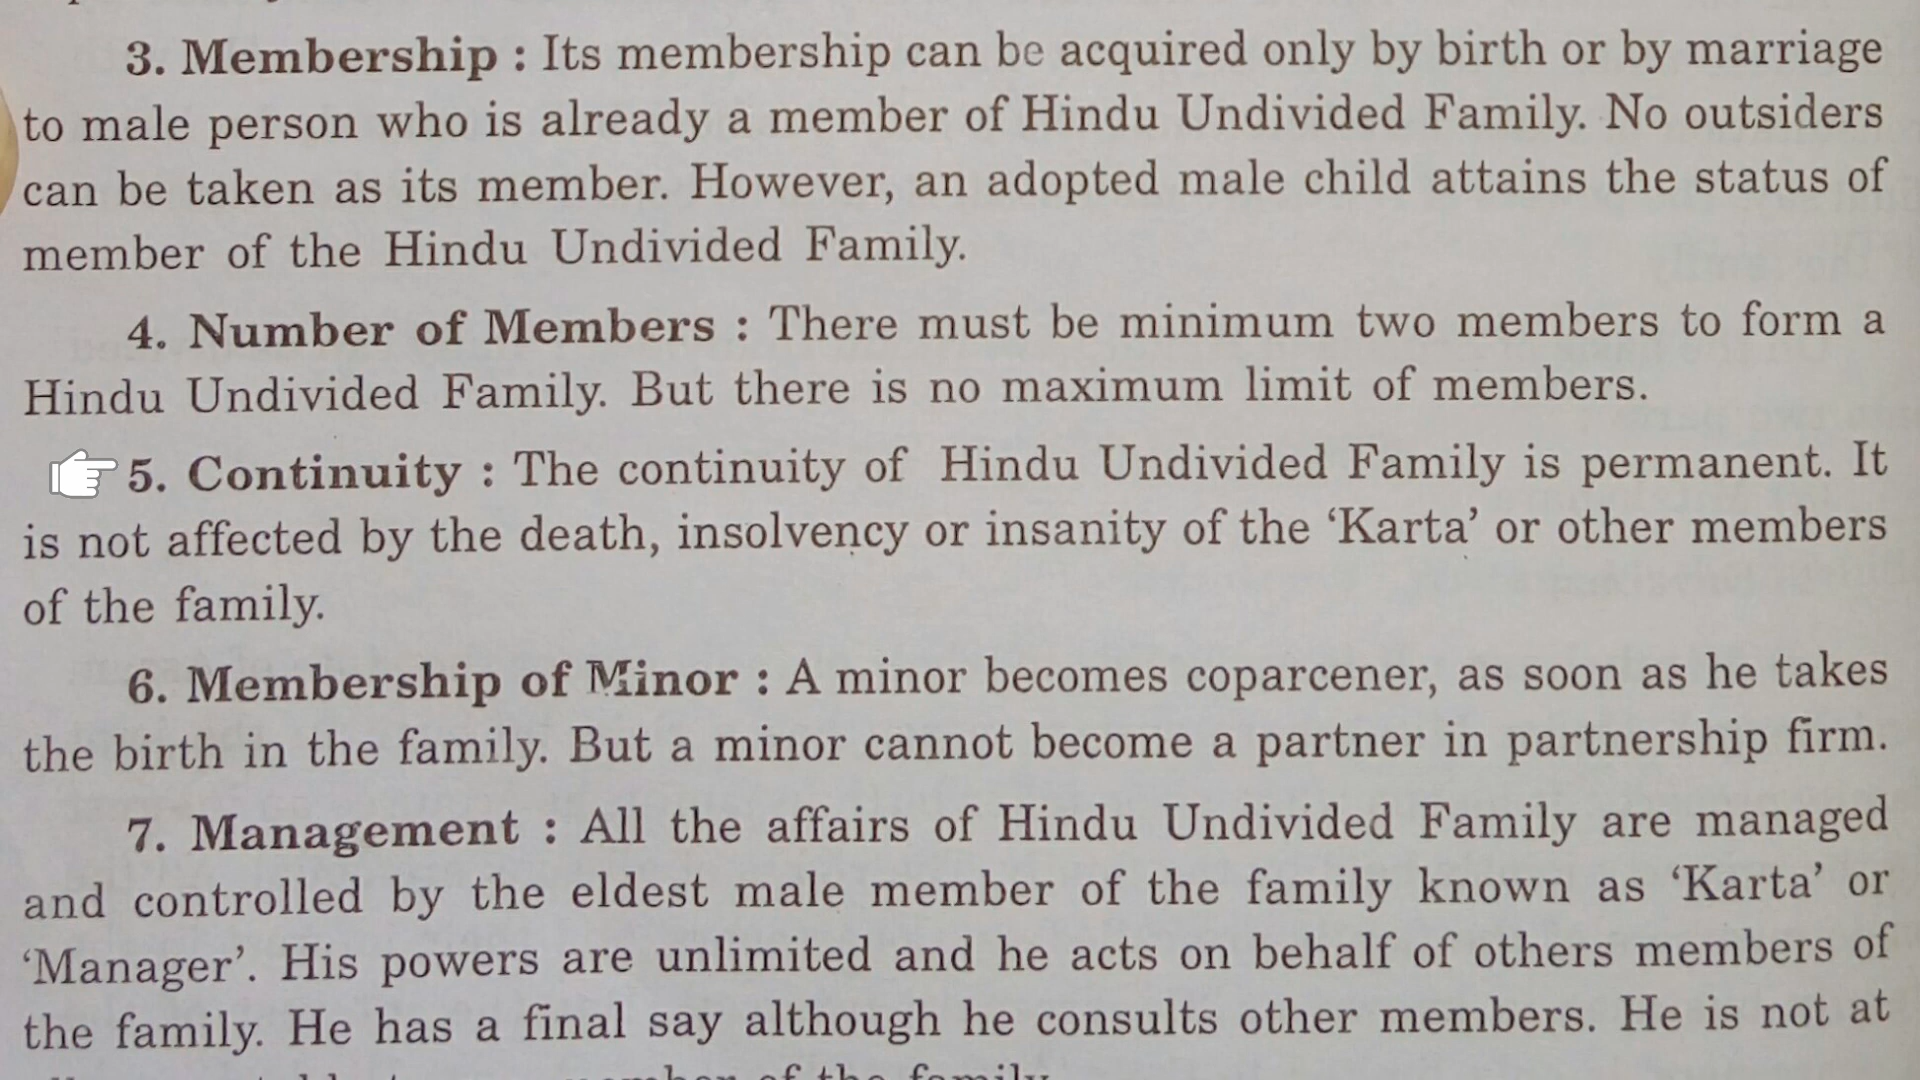 3. Membership : Its membership can be acquired only by birth or by marriage
to male person who is already a member of Hindu Undivided Family. No outsiders
can be taken as its member. However, an adopted male child attains the status of
member of the Hindu Undivided Family.
4. Number of Members : There must be minimum two members to form a
Hindu Undivided Family. But there is no maximum limit of members.
5. Continuity : The continuity of Hindu Undivided Family is permanent. It
is not affected by the death, insolvency or insanity of the ‘Karta’ or other members
of the family.
6. Membership of Minor : A minor becomes coparcener, as soon as he takes
the birth in the family. But a minor cannot become a partner in partnership firm.
7. Management : All the affairs of Hindu Undivided Family are managed
and controlled by the eldest male member of the family known as ‘Karta’ or
‘Manager’. His powers are unlimited and he acts on behalf of others members of
the family. He has a final say although he consults other members. He is not at
member of the family